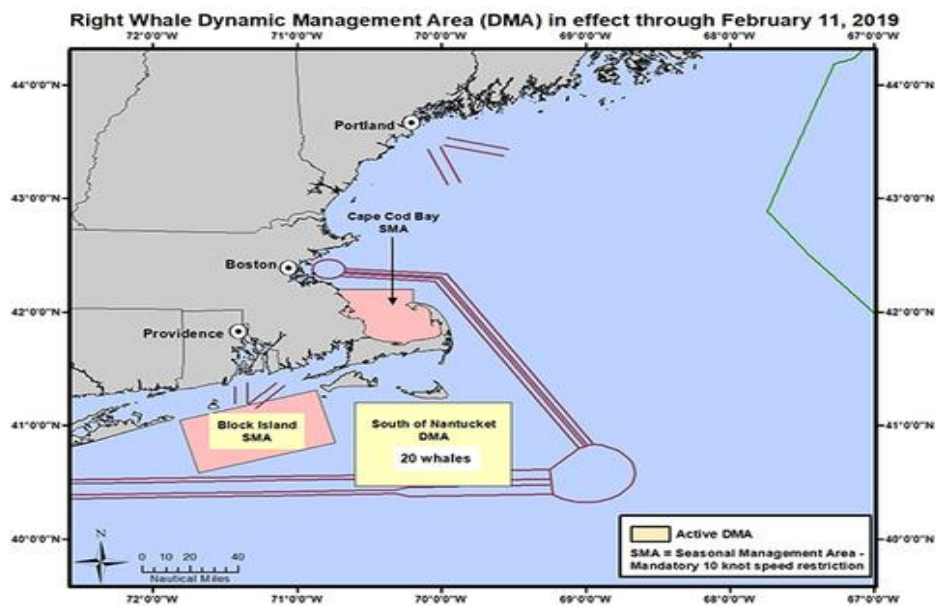 Right Whale Dynamic Management Area (DMA) in effect through February 11, 2019
72°0'0"W 71°0'0"W 70°0'0"W 69°0'0"W 68°0'0"W 67°0'0"W
44°0'0"N 44°0'0"N
Portland
43°0'0"N 43°0'0"N
Cape Cod Bay
SMA
Boston
42°0'0"N 42°0'0"N
Providence
41°0'0"N 41°0'0"N
Block Island
SMA
South of Nantucket
DMA
20 whales
40°0'0"N 40°0'0"N
N
0 10 20 40
Nautical Miles
Active DMA
SMA = Seasonal Management Area -
Mandatory 10 knot speed restriction
72°0'0"W 71°0'0"W 70°0'0"W 69°0'0"W 68°0'0"W 67°0'0"W